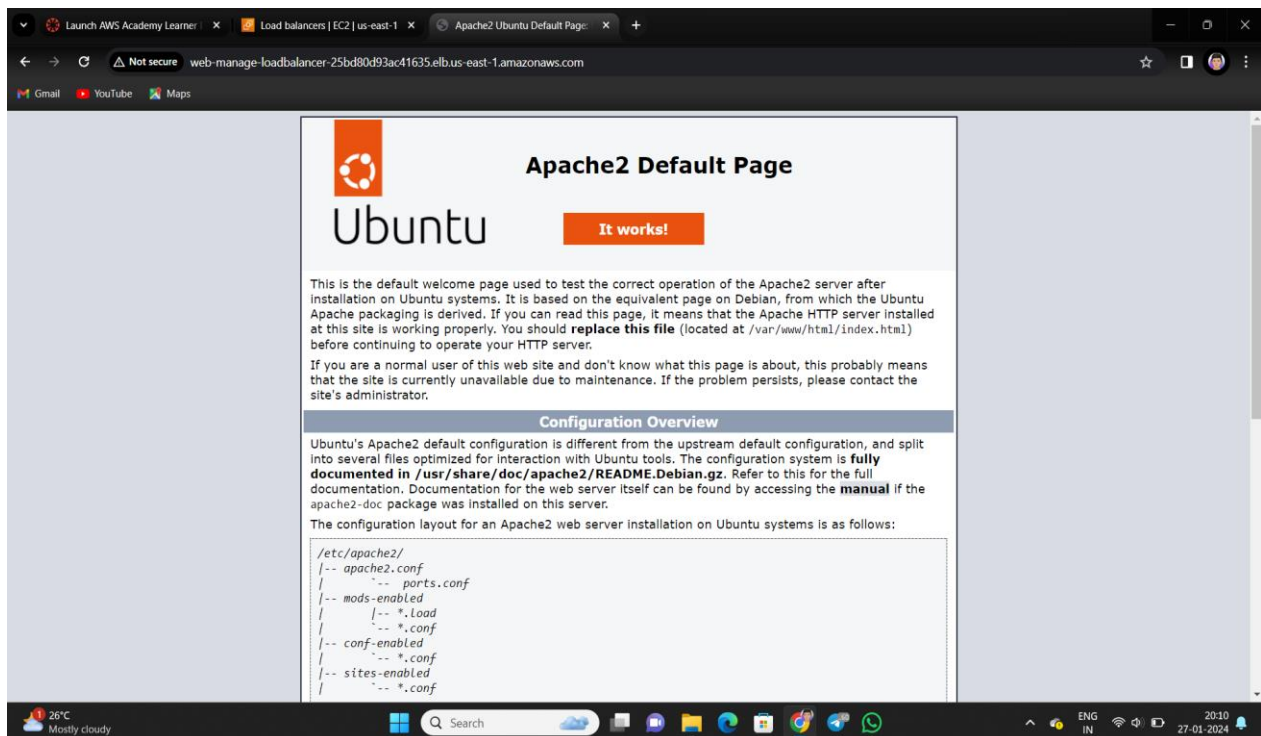 Launch AWS Academy Learner
Load balancers | EC2 | us-east-1
Apache2 Ubuntu Default Page:
Not secure
web-manage-loadbalancer-25bd80d93ac41635.elb.us-east-1.amazonaws.com
Gmail
YouTube
Maps
Ubuntu
Apache2 Default Page
It works!
This is the default welcome page used to test the correct operation of the Apache2 server after
installation on Ubuntu systems. It is based on the equivalent page on Debian, from which the Ubuntu
Apache packaging is derived. If you can read this page, it means that the Apache HTTP server installed
at this site is working properly. You should replace this file (located at /var/www/html/index.html)
before continuing to operate your HTTP server.
If you are a normal user of this web site and don't know what this page is about, this probably means
that the site is currently unavailable due to maintenance. If the problem persists, please contact the
site's administrator.
Configuration Overview
Ubuntu's Apache2 default configuration is different from the upstream default configuration, and split
into several files optimized for interaction with Ubuntu tools. The configuration system is fully
documented in /usr/share/doc/apache2/README.Debian.gz. Refer to this for the full
documentation. Documentation for the web server itself can be found by accessing the manual if the
apache2-doc package was installed on this server.
The configuration layout for an Apache2 web server installation on Ubuntu systems is as follows:
/etc/apache2/
|-- apache2.conf
|       `--  ports.conf
|-- mods-enabled
|       |-- *.load
|       `-- *.conf
|-- conf-enabled
|       `-- *.conf
|-- sites-enabled
|       `-- *.conf
1
26°C
Mostly cloudy
Search
ENG
IN
20:10
27-01-2024